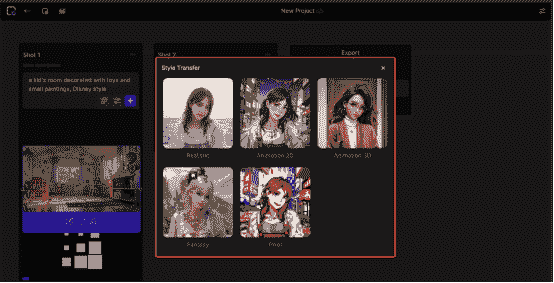 New Project
Shot 1
Shot 2
Export
a kid's room decorated with toys and
small paintings, Disney style
Style Transfer
Realistic
Animation 2D
Animation 3D
Fantasy